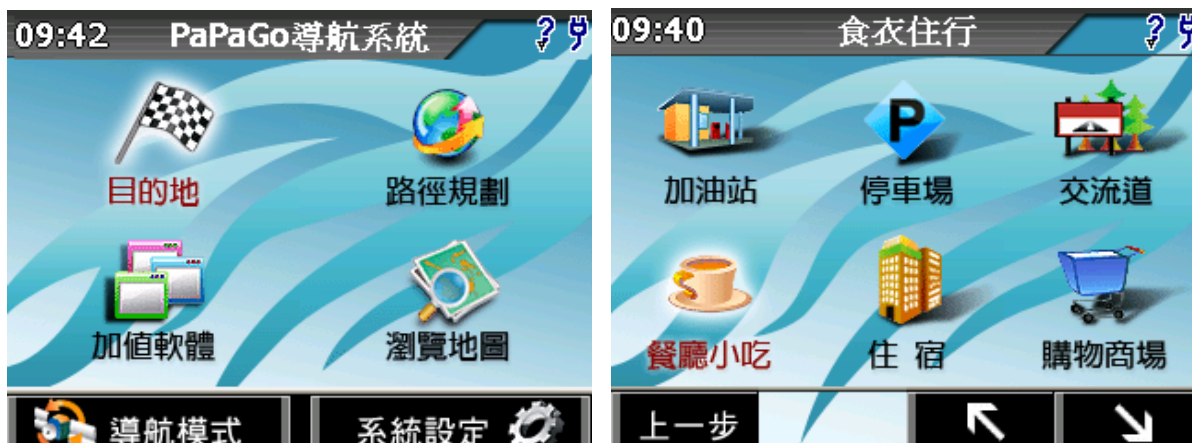 09:42 PaPaGo導航系統
目的地 路徑規劃
加值軟體 瀏覽地圖
導航模式 系統設定
09:40 食衣住行
P
加油站 停車場 交流道
餐廳小吃 住 宿 購物商場
上一步